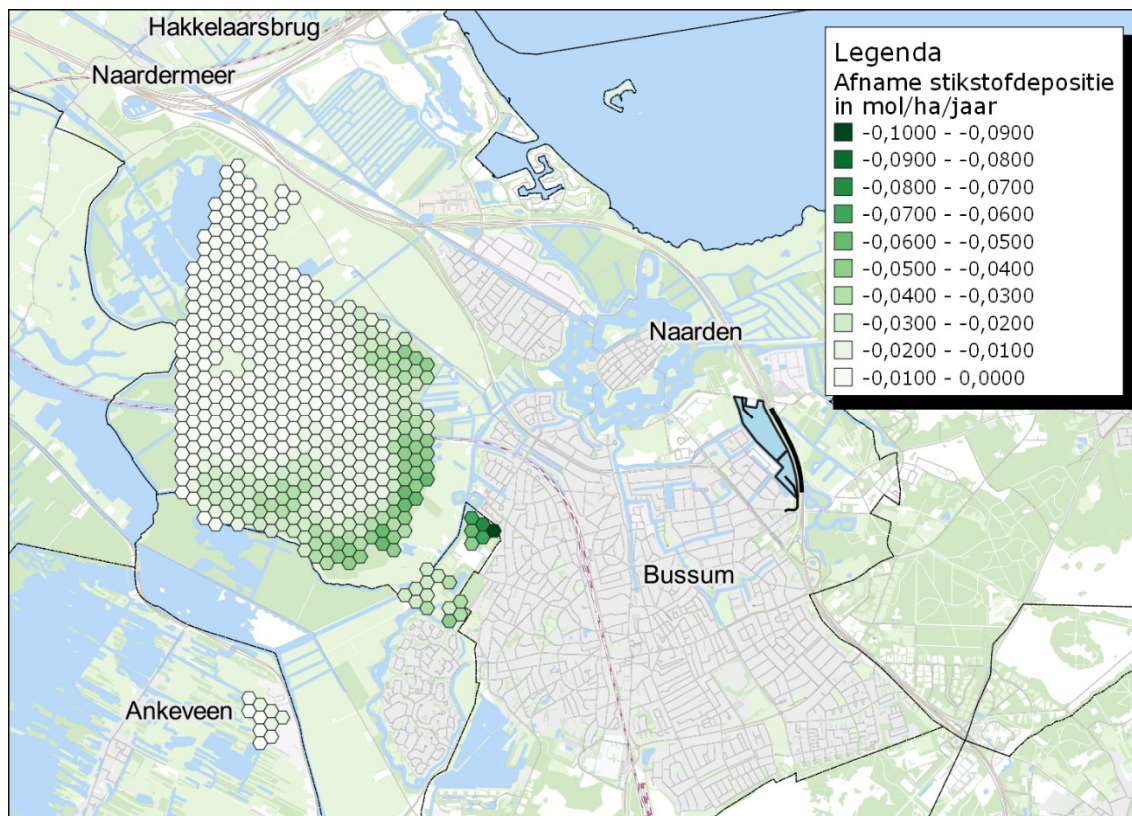 Hakkelaarsbrug
Naardermeer
Naarden
Bussum
Ankeveen
Legenda
Afname stikstofdepositie
in mol/ha/jaar
-0,1000 - -0,0900
-0,0900 - -0,0800
-0,0800 - -0,0700
-0,0700 - -0,0600
-0,0600 - -0,0500
-0,0500 - -0,0400
-0,0400 - -0,0300
-0,0300 - -0,0200
-0,0200 - -0,0100
-0,0100 - 0,0000